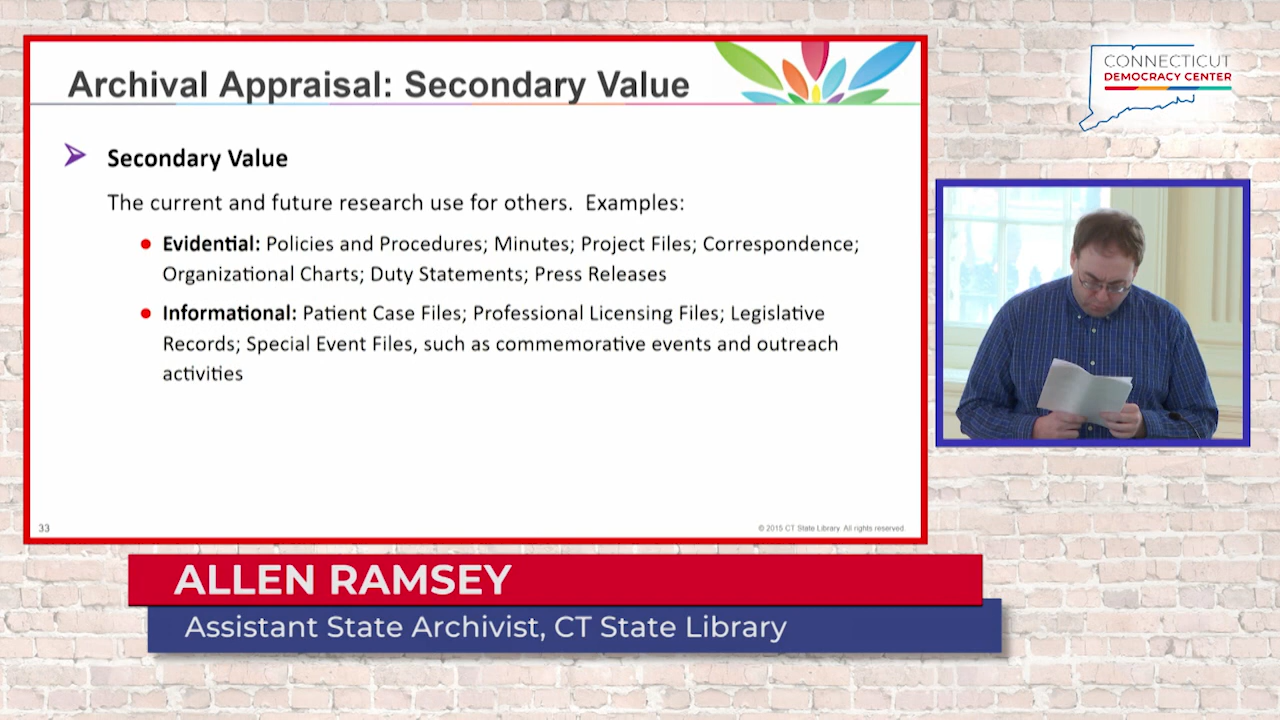 Archival Appraisal: Secondary Value
Secondary Value
The current and future research use for others. Examples:
Evidential: Policies and Procedures; Minutes; Project Files; Correspondence;
Organizational Charts; Duty Statements; Press Releases
Informational: Patient Case Files; Professional Licensing Files; Legislative
Records; Special Event Files, such as commemorative events and outreach
activities
33
© 2015 CT State Library. All rights reserved.
CONNECTICUT
DEMOCRACY CENTER
ALLEN RAMSEY
Assistant State Archivist, CT State Library